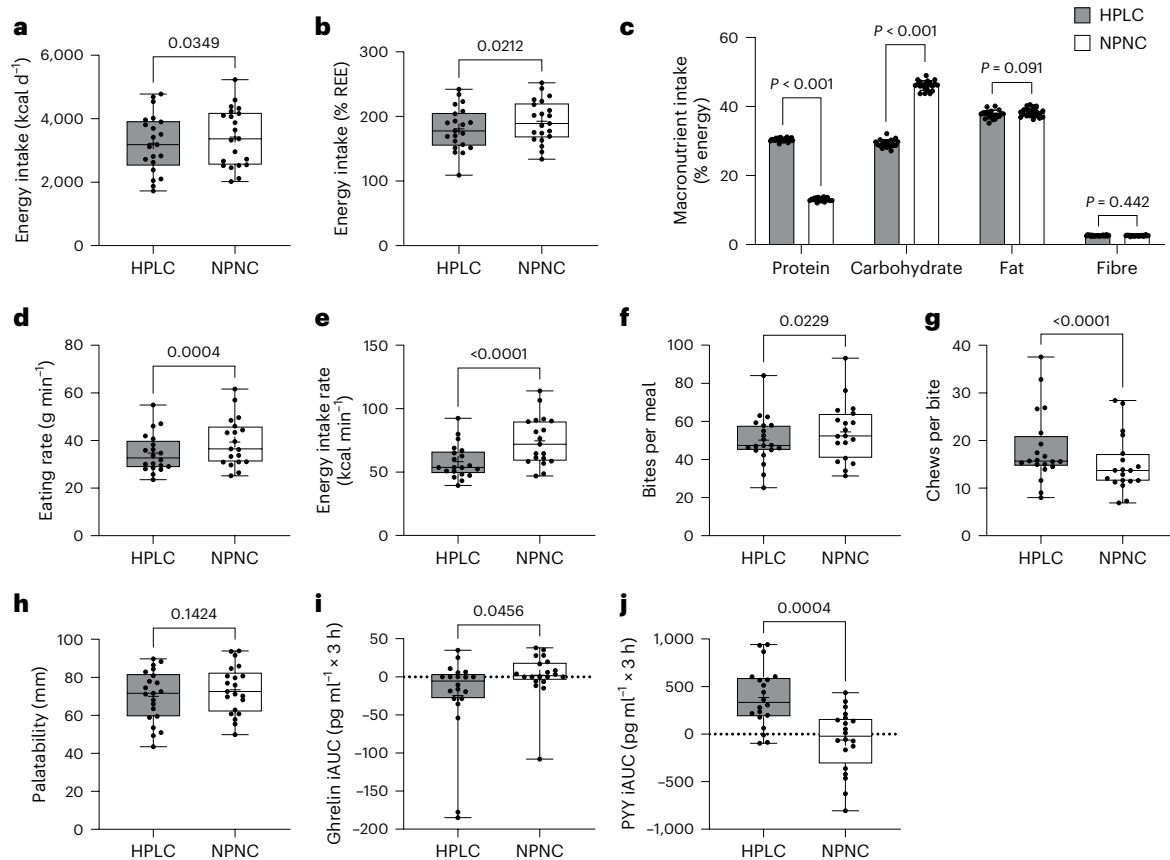 HPLC
NPNC
a
Energy intake (kcal d⁻¹)
6,000
4,000
2,000
0
0.0349
HPLC NPNC
b
Energy intake (% REE)
300
200
100
0
0.0212
HPLC NPNC
c
Macronutrient intake
(% energy)
60
40
20
0
P < 0.001
P < 0.001
P = 0.091
P = 0.442
Protein Carbohydrate Fat Fibre
d
Eating rate (g min⁻¹)
80
60
40
20
0
0.0004
HPLC NPNC
e
Energy intake rate
(kcal min⁻¹)
150
100
50
0
<0.0001
HPLC NPNC
f
Bites per meal
100
80
60
40
20
0
0.0229
HPLC NPNC
g
Chews per bite
40
30
20
10
0
<0.0001
HPLC NPNC
h
Palatability (mm)
100
80
60
40
20
0
0.1424
HPLC NPNC
i
Ghrelin iAUC (pg ml⁻¹ × 3 h)
50
0
−50
−100
−150
−200
0.0456
HPLC NPNC
j
PYY iAUC (pg ml⁻¹ × 3 h)
1,000
500
0
−500
−1,000
0.0004
HPLC NPNC